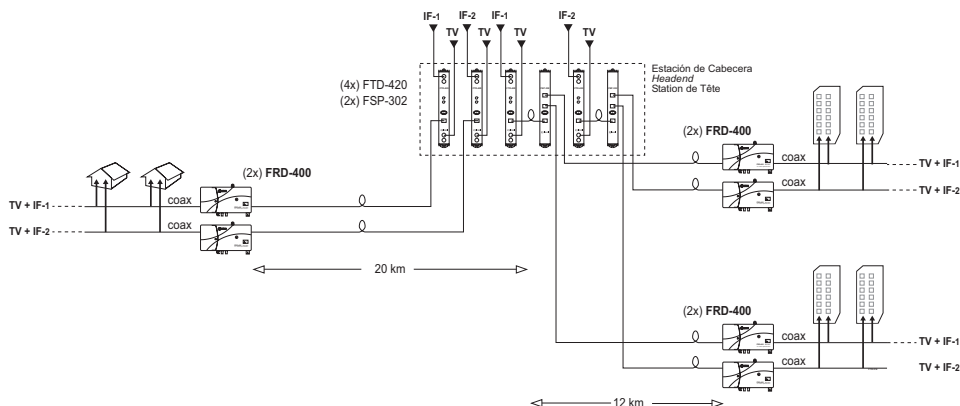 IF-1 IF-2 IF-1 IF-2
TV TV TV TV
(4x) FTD-420
(2x) FSP-302
Estación de Cabecera
Headend
Station de Tête
(2x) FRD-400
coax
TV + IF-1
coax
TV + IF-2
(2x) FRD-400
coax
TV + IF-1
coax
TV + IF-2
20 km
(2x) FRD-400
coax
TV + IF-1
coax
TV + IF-2
12 km